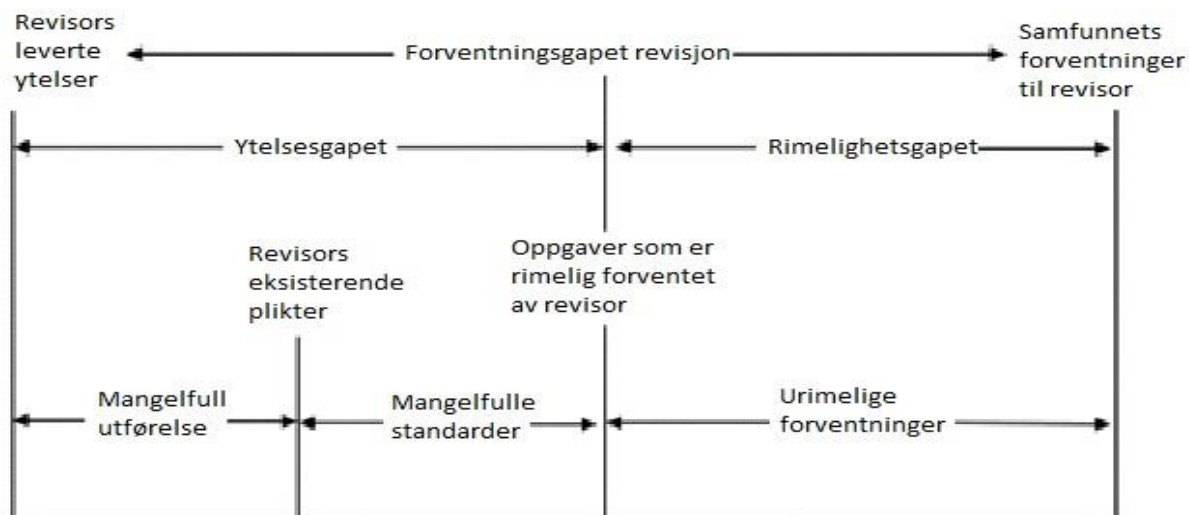 Revisors
leverte
ytelser
Forventningsgapet revisjon
Samfunnets
forventninger
til revisor
Ytelsesgapet
Rimelighetsgapet
Revisors
eksisterende
plikter
Oppgaver som er
rimelig forventet
av revisor
Mangelfull
utførelse
Mangelfulle
standarder
Urimelige
forventninger